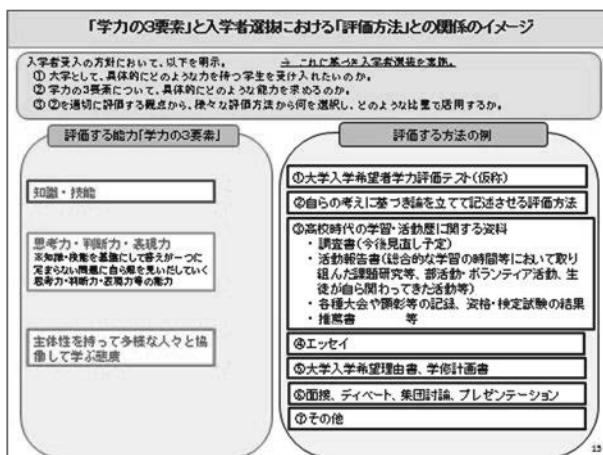 「学力の3要素」と入学者選抜における「評価方法」との関係のイメージ
入学者受入の方針において、以下を明示。 → これに基づき入学者選抜を実施。
① 大学として、具体的にどのような力を持つ学生を受け入れたいのか。
② 学力の3要素について、具体的にどのような能力を求めるのか。
③ ②を適切に評価する観点から、様々な評価方法から何を選択し、どのような比重で活用するか。
評価する能力「学力の3要素」
知識・技能
思考力・判断力・表現力
※知識・技能を基盤にして答えが一つに
定まらない問題に自ら解を見いだしていく
思考力・判断力・表現力等の能力
主体性を持って多様な人々と協
働して学ぶ態度
評価する方法の例
①大学入学希望者学力評価テスト(仮称)
②自らの考えに基づき論を立てて記述させる評価方法
③高校時代の学習・活動歴に関する資料
・ 調査書(今後見直し予定)
・ 活動報告書(総合的な学習の時間等において取り
組んだ課題研究等、部活動・ボランティア活動、生
徒が自ら関わってきた活動等)
・ 各種大会や顕彰等の記録、資格・検定試験の結果
・ 推薦書 等
④エッセイ
⑤大学入学希望理由書、学修計画書
⑥面接、ディベート、集団討論、プレゼンテーション
⑦その他
15